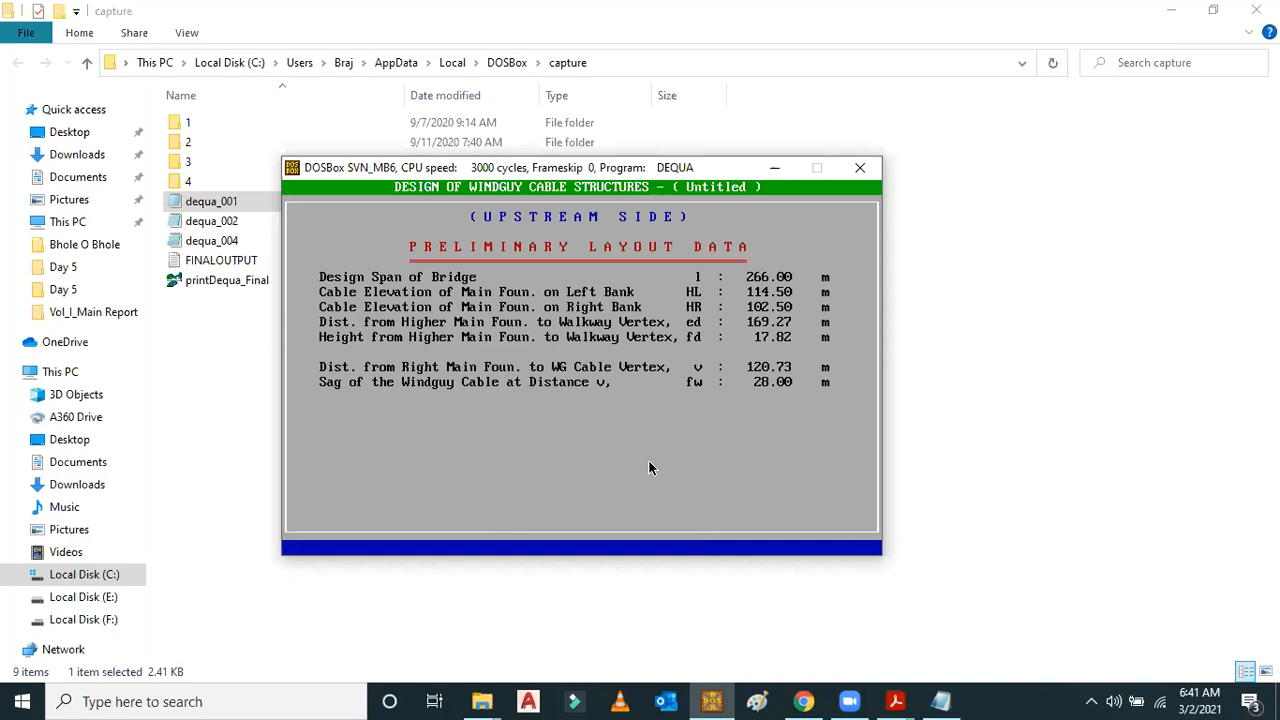 capture
File
Home
Share
View
This PC
Local Disk (C:)
Users
Braj
AppData
Local
DOSBox
capture
Search capture
Name
Date modified
Type
Size
Quick access
Desktop
Downloads
Documents
Pictures
This PC
Bhole O Bhole
Day 5
Day 5
Vol_I_Main Report
OneDrive
This PC
3D Objects
A360 Drive
Desktop
Documents
Downloads
Music
Pictures
Videos
Local Disk (C:)
Local Disk (E:)
Local Disk (F:)
Network
1 9/7/2020 9:14 AM File folder
2 9/11/2020 7:40 AM File folder
3
4
dequa_001
dequa_002
dequa_004
FINALOUTPUT
printDequa_Final
DOSBox SVN_MB6, CPU speed: 3000 cycles, Frameskip 0, Program: DEQUA
DESIGN OF WINDGUY CABLE STRUCTURES - ( Untitled )
( U P S T R E A M S I D E )
P R E L I M I N A R Y L A Y O U T D A T A
Design Span of Bridge l : 266.00 m
Cable Elevation of Main Foun. on Left Bank HL : 114.50 m
Cable Elevation of Main Foun. on Right Bank HR : 102.50 m
Dist. from Higher Main Foun. to Walkway Vertex, ed : 169.27 m
Height from Higher Main Foun. to Walkway Vertex, fd : 17.82 m
Dist. from Right Main Foun. to WG Cable Vertex, v : 120.73 m
Sag of the Windguy Cable at Distance v, fw : 28.00 m
9 items 1 item selected 2.41 KB
Type here to search
6:41 AM
3/2/2021
3